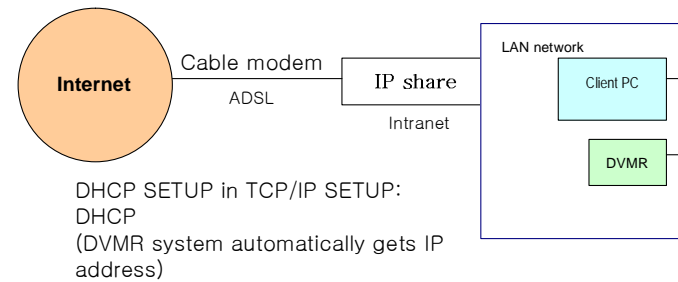 LAN network
Cable modem
Internet
IP share
Client PC
ADSL
Intranet
DVMR
DHCP SETUP in TCP/IP SETUP:
DHCP
(DVMR system automatically gets IP
address)